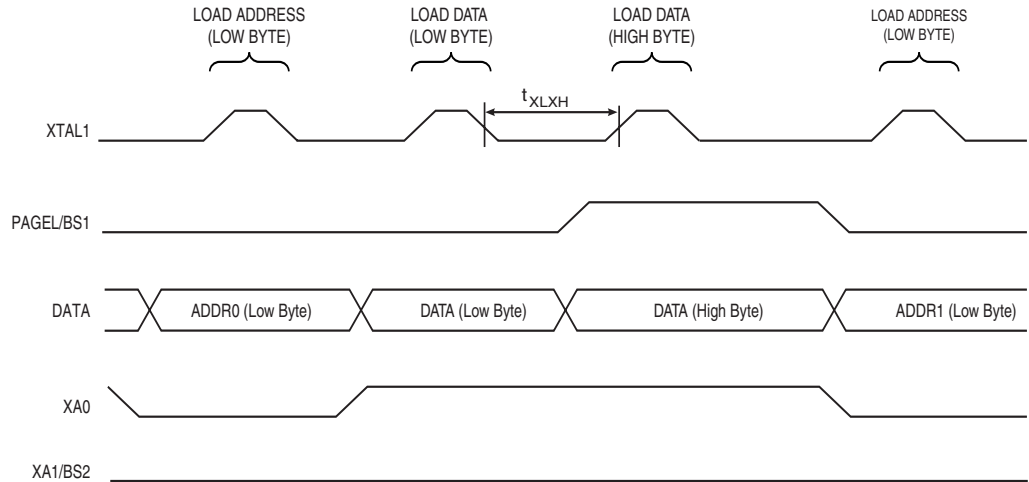 LOAD ADDRESS
(LOW BYTE)
LOAD DATA
(LOW BYTE)
LOAD DATA
(HIGH BYTE)
LOAD ADDRESS
(LOW BYTE)
tXLXH
XTAL1
PAGEL/BS1
DATA
ADDR0 (Low Byte)
DATA (Low Byte)
DATA (High Byte)
ADDR1 (Low Byte)
XA0
XA1/BS2